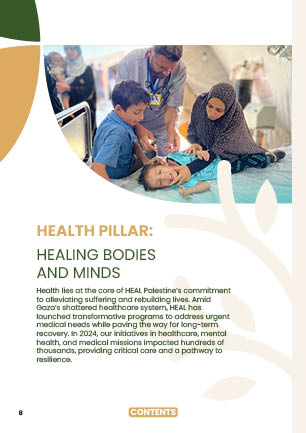 HEALTH PILLAR:
HEALING BODIES
AND MINDS
Health lies at the core of HEAL Palestine's commitment
to alleviating suffering and rebuilding lives. Amid
Gaza's shattered healthcare system, HEAL has
launched transformative programs to address urgent
medical needs while paving the way for long-term
recovery. In 2024, our initiatives in healthcare, mental
health, and medical missions impacted hundreds of
thousands, providing critical care and a pathway to
resilience.
8
CONTENTS